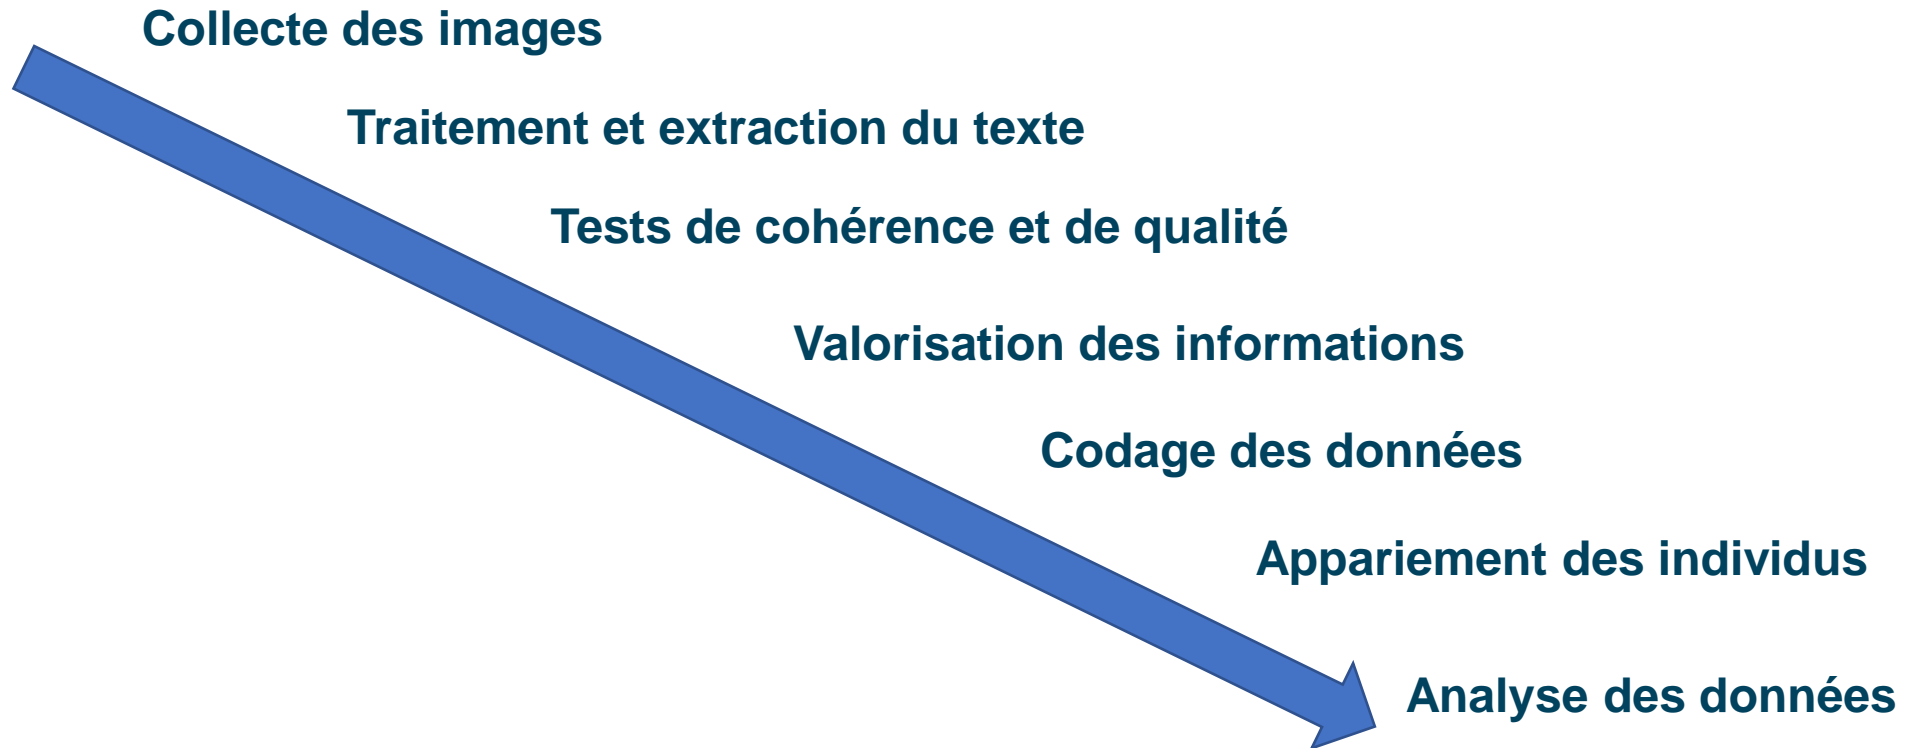 Collecte des images
Traitement et extraction du texte
Tests de cohérence et de qualité
Valorisation des informations
Codage des données
Appariement des individus
Analyse des données